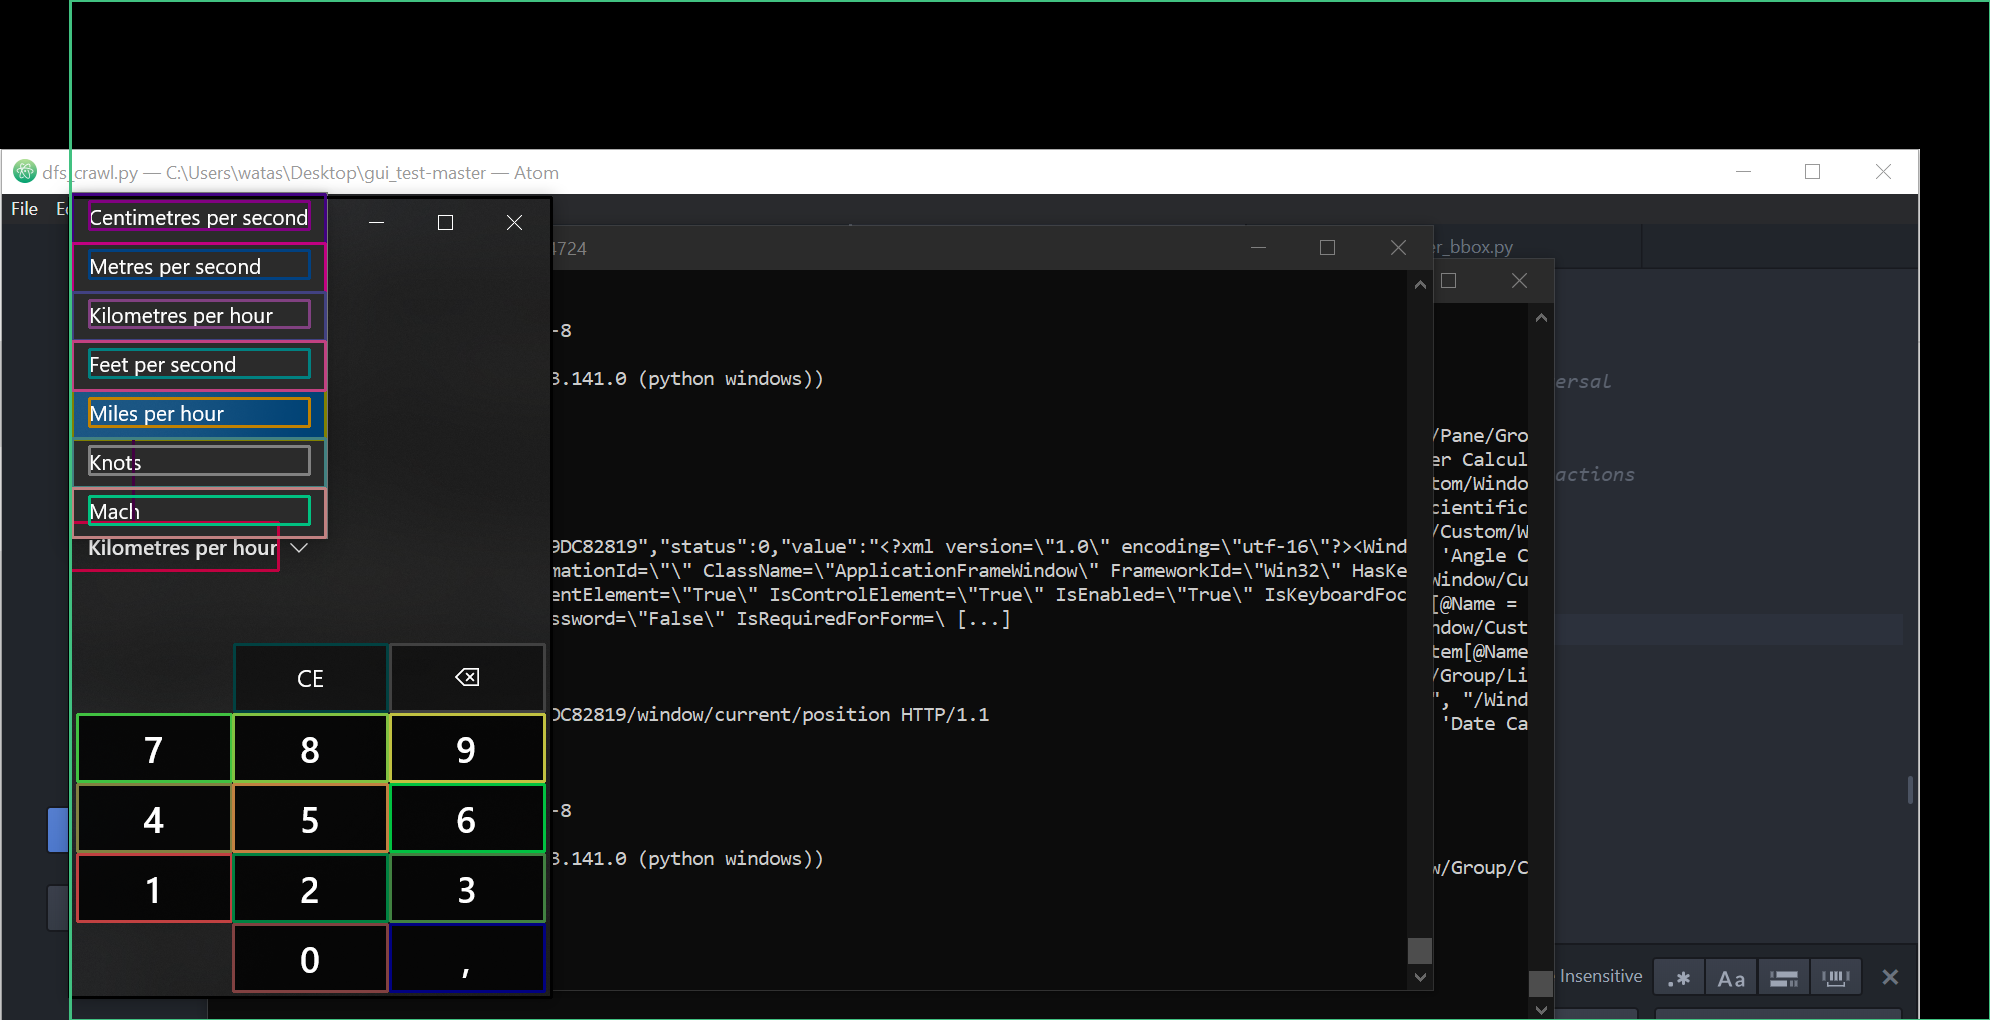 dfs_crawl.py — C:\Users\watas\Desktop\gui_test-master — Atom
File
Centimetres per second
Metres per second
Kilometres per hour
Feet per second
Miles per hour
Knots
Mach
Kilometres per hour
CE
7 8 9
4 5 6
1 2 3
0 ,
4724
-8
3.141.0 (python windows))
9DC82819","status":0,"value":"<?xml version=\"1.0\" encoding=\"utf-16\"?><Wind
mationId=\"\" ClassName=\"ApplicationFrameWindow\" FrameworkId=\"Win32\" HasKe
entElement=\"True\" IsControlElement=\"True\" IsEnabled=\"True\" IsKeyboardFoc
ssword=\"False\" IsRequiredForForm=\ [...]
DC82819/window/current/position HTTP/1.1
-8
3.141.0 (python windows))
er_bbox.py
/Pane/Gro
er Calcul
tom/Windo
cientific
/Custom/W
'Angle C
Window/Cu
[@Name =
ndow/Cust
tem[@Name
/Group/Li
", "/Wind
'Date Ca
w/Group/C
ersal
actions
Insensitive
.*
Aa